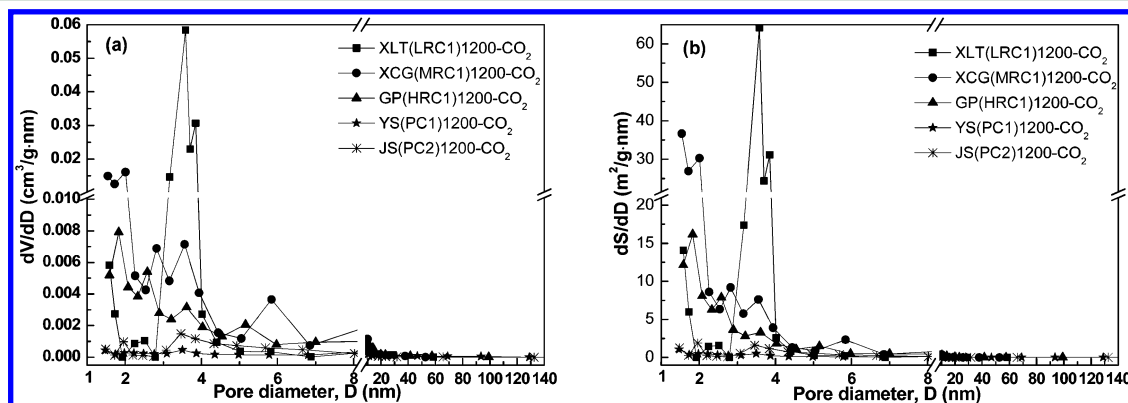 (a)
XLT(LRC1)1200-CO2
XCG(MRC1)1200-CO2
GP(HRC1)1200-CO2
YS(PC1)1200-CO2
JS(PC2)1200-CO2
dV/dD (cm³/g·nm)
0.06
0.05
0.04
0.03
0.02
0.010
0.008
0.006
0.004
0.002
0.000
1 2 4 6 8 20 40 60 80 100 120 140
Pore diameter, D (nm)
(b)
XLT(LRC1)1200-CO2
XCG(MRC1)1200-CO2
GP(HRC1)1200-CO2
YS(PC1)1200-CO2
JS(PC2)1200-CO2
dS/dD (m²/g·nm)
60
50
40
30
25
20
15
10
5
0
1 2 4 6 8 20 40 60 80 100 120 140
Pore diameter, D (nm)